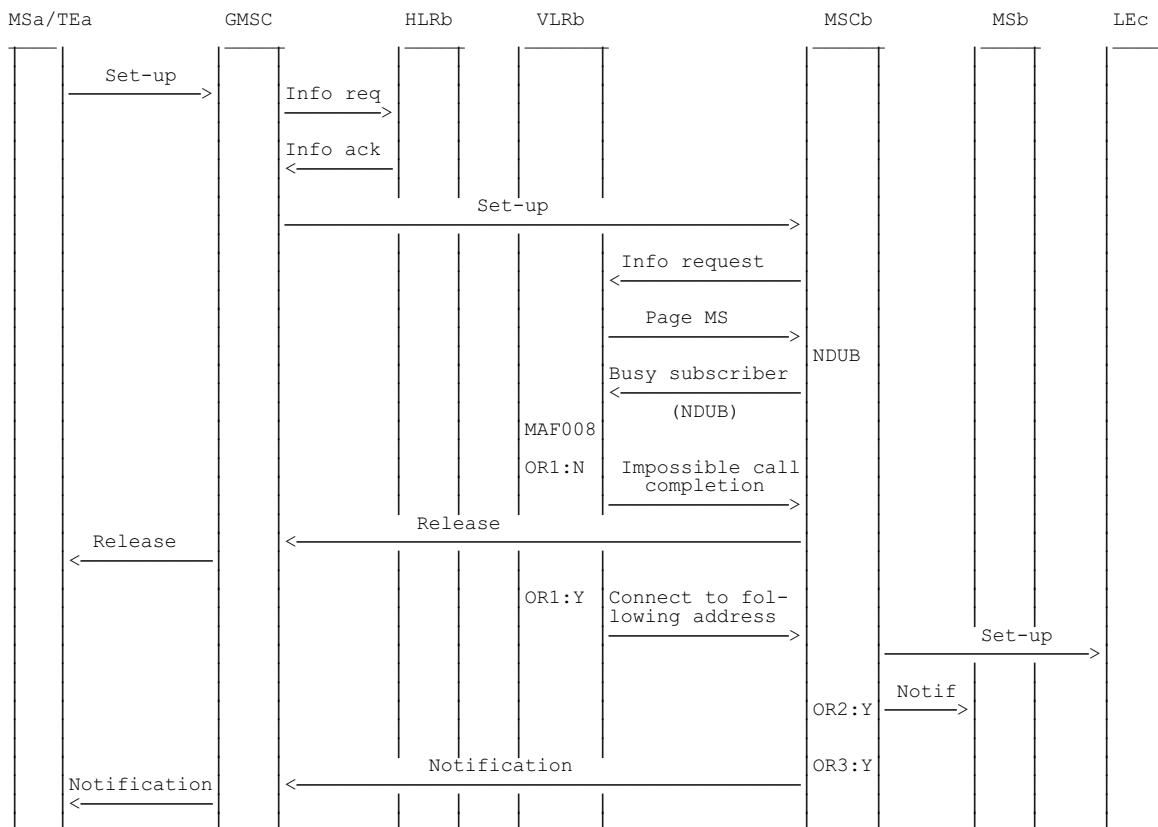 MSa/TEa GMSC HLRb VLRb MSCb MSb LEc
Set-up
Info req
Info ack
Set-up
Info request
Page MS
NDUB
Busy subscriber
(NDUB)
MAF008
OR1:N Impossible call
completion
Release
Release
OR1:Y Connect to fol-
lowing address
Set-up
Notif
OR2:Y
Notification OR3:Y
Notification